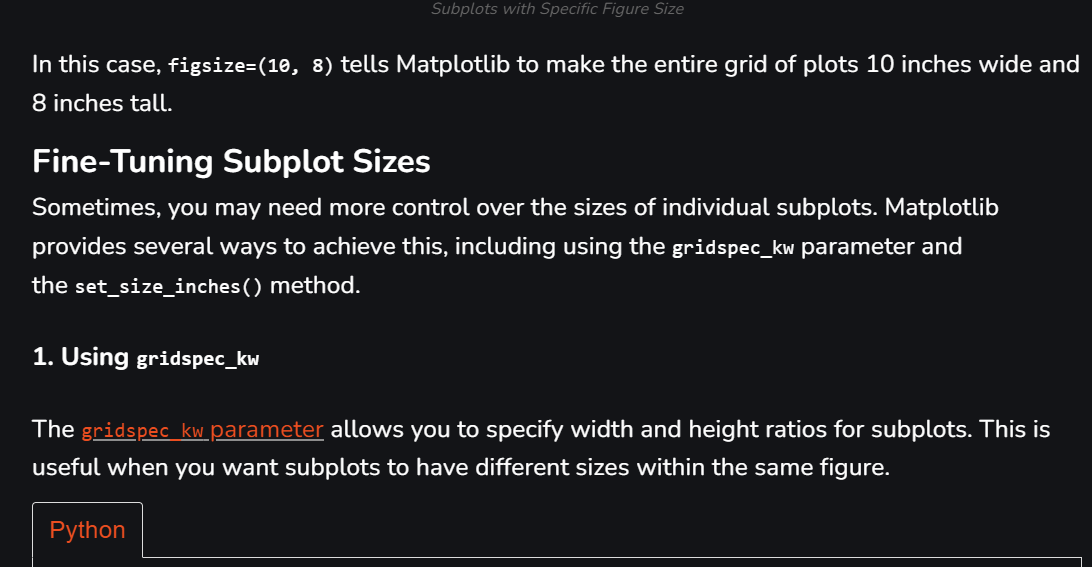 Subplots with Specific Figure Size
In this case, figsize=(10, 8) tells Matplotlib to make the entire grid of plots 10 inches wide and
8 inches tall.
Fine-Tuning Subplot Sizes
Sometimes, you may need more control over the sizes of individual subplots. Matplotlib
provides several ways to achieve this, including using the gridspec_kw parameter and
the set_size_inches() method.
1. Using gridspec_kw
The gridspec_kw parameter allows you to specify width and height ratios for subplots. This is
useful when you want subplots to have different sizes within the same figure.
Python